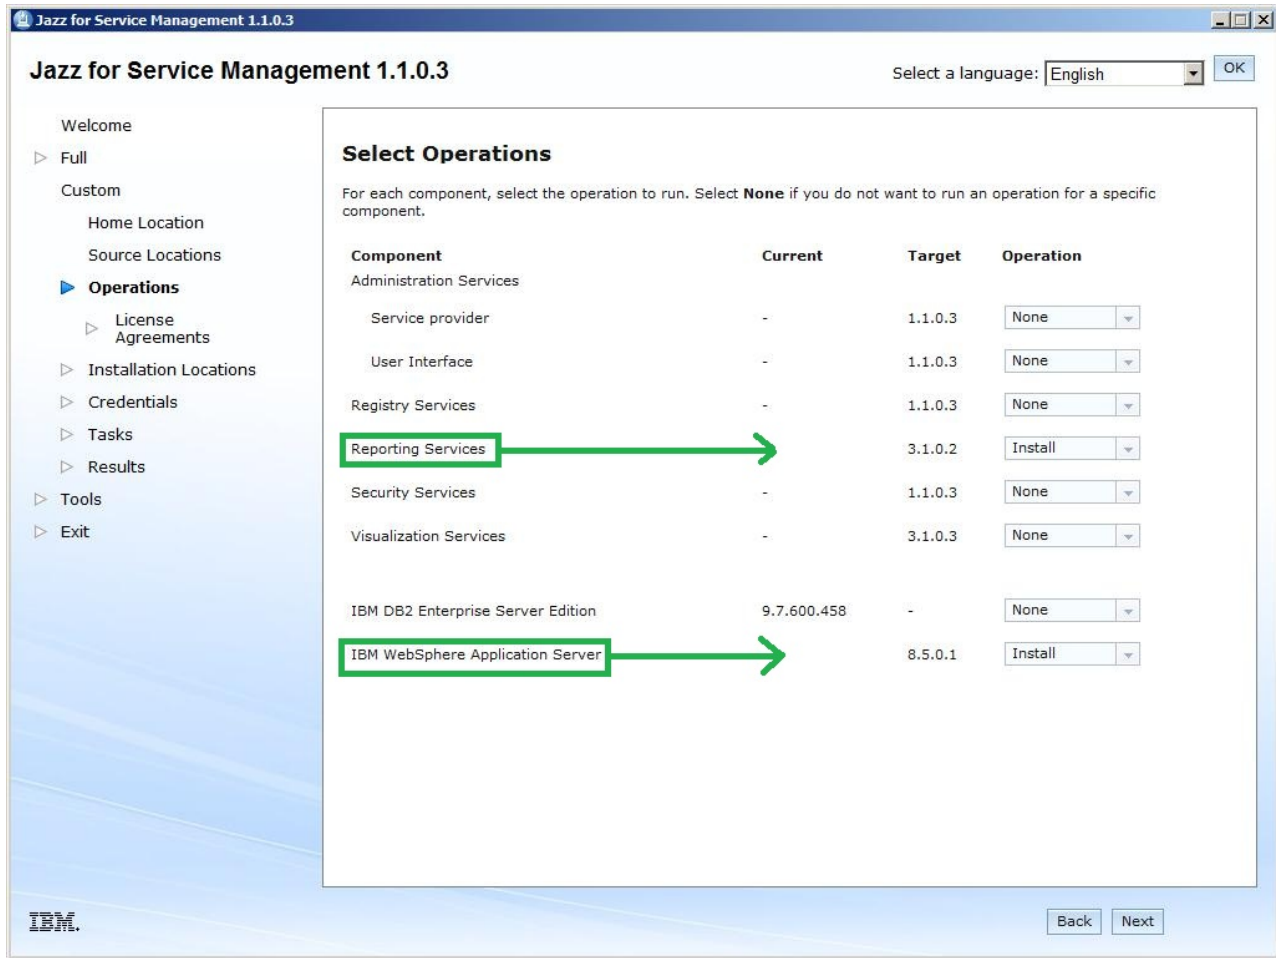 Jazz for Service Management 1.1.0.3
Jazz for Service Management 1.1.0.3
Select a language: English OK
Welcome
Full
Custom
Home Location
Source Locations
Operations
License
Agreements
Installation Locations
Credentials
Tasks
Results
Tools
Exit
Select Operations
For each component, select the operation to run. Select None if you do not want to run an operation for a specific
component.
Component Current Target Operation
Administration Services
Service provider - 1.1.0.3 None
User Interface - 1.1.0.3 None
Registry Services - 1.1.0.3 None
Reporting Services 3.1.0.2 Install
Security Services - 1.1.0.3 None
Visualization Services - 3.1.0.3 None
IBM DB2 Enterprise Server Edition 9.7.600.458 - None
IBM WebSphere Application Server 8.5.0.1 Install
IBM.
Back Next